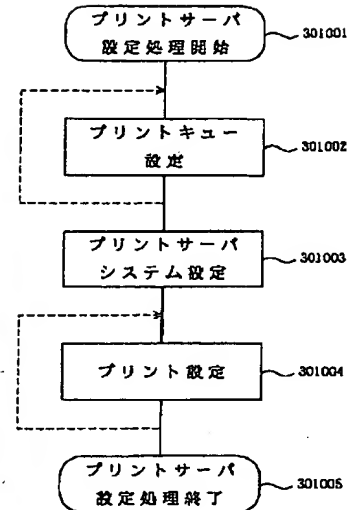 プリントサーバ
設定処理開始
301001
プリントキュー
設定
301002
プリントサーバ
システム設定
301003
プリント設定
301004
プリントサーバ
設定処理終了
301005